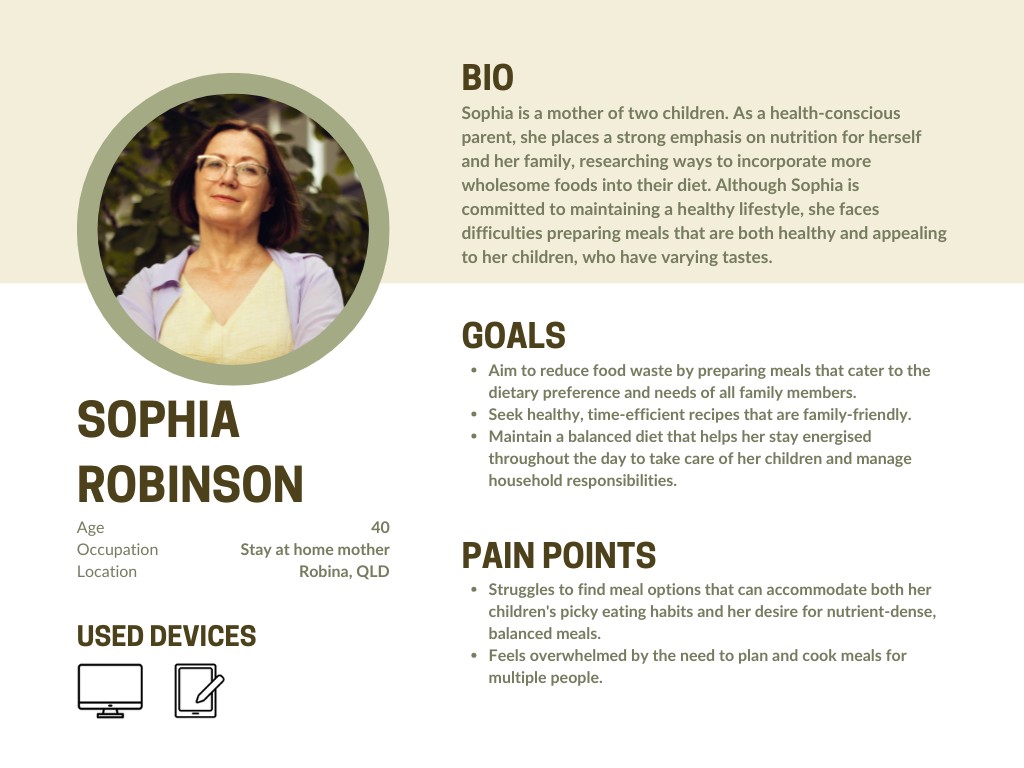 BIO
Sophia is a mother of two children. As a health-conscious
parent, she places a strong emphasis on nutrition for herself
and her family, researching ways to incorporate more
wholesome foods into their diet. Although Sophia is
committed to maintaining a healthy lifestyle, she faces
difficulties preparing meals that are both healthy and appealing
to her children, who have varying tastes.
GOALS
• Aim to reduce food waste by preparing meals that cater to the
dietary preference and needs of all family members.
• Seek healthy, time-efficient recipes that are family-friendly.
• Maintain a balanced diet that helps her stay energised
throughout the day to take care of her children and manage
household responsibilities.
PAIN POINTS
• Struggles to find meal options that can accommodate both her
children's picky eating habits and her desire for nutrient-dense,
balanced meals.
• Feels overwhelmed by the need to plan and cook meals for
multiple people.
SOPHIA
ROBINSON
Age 40
Occupation Stay at home mother
Location Robina, QLD
USED DEVICES